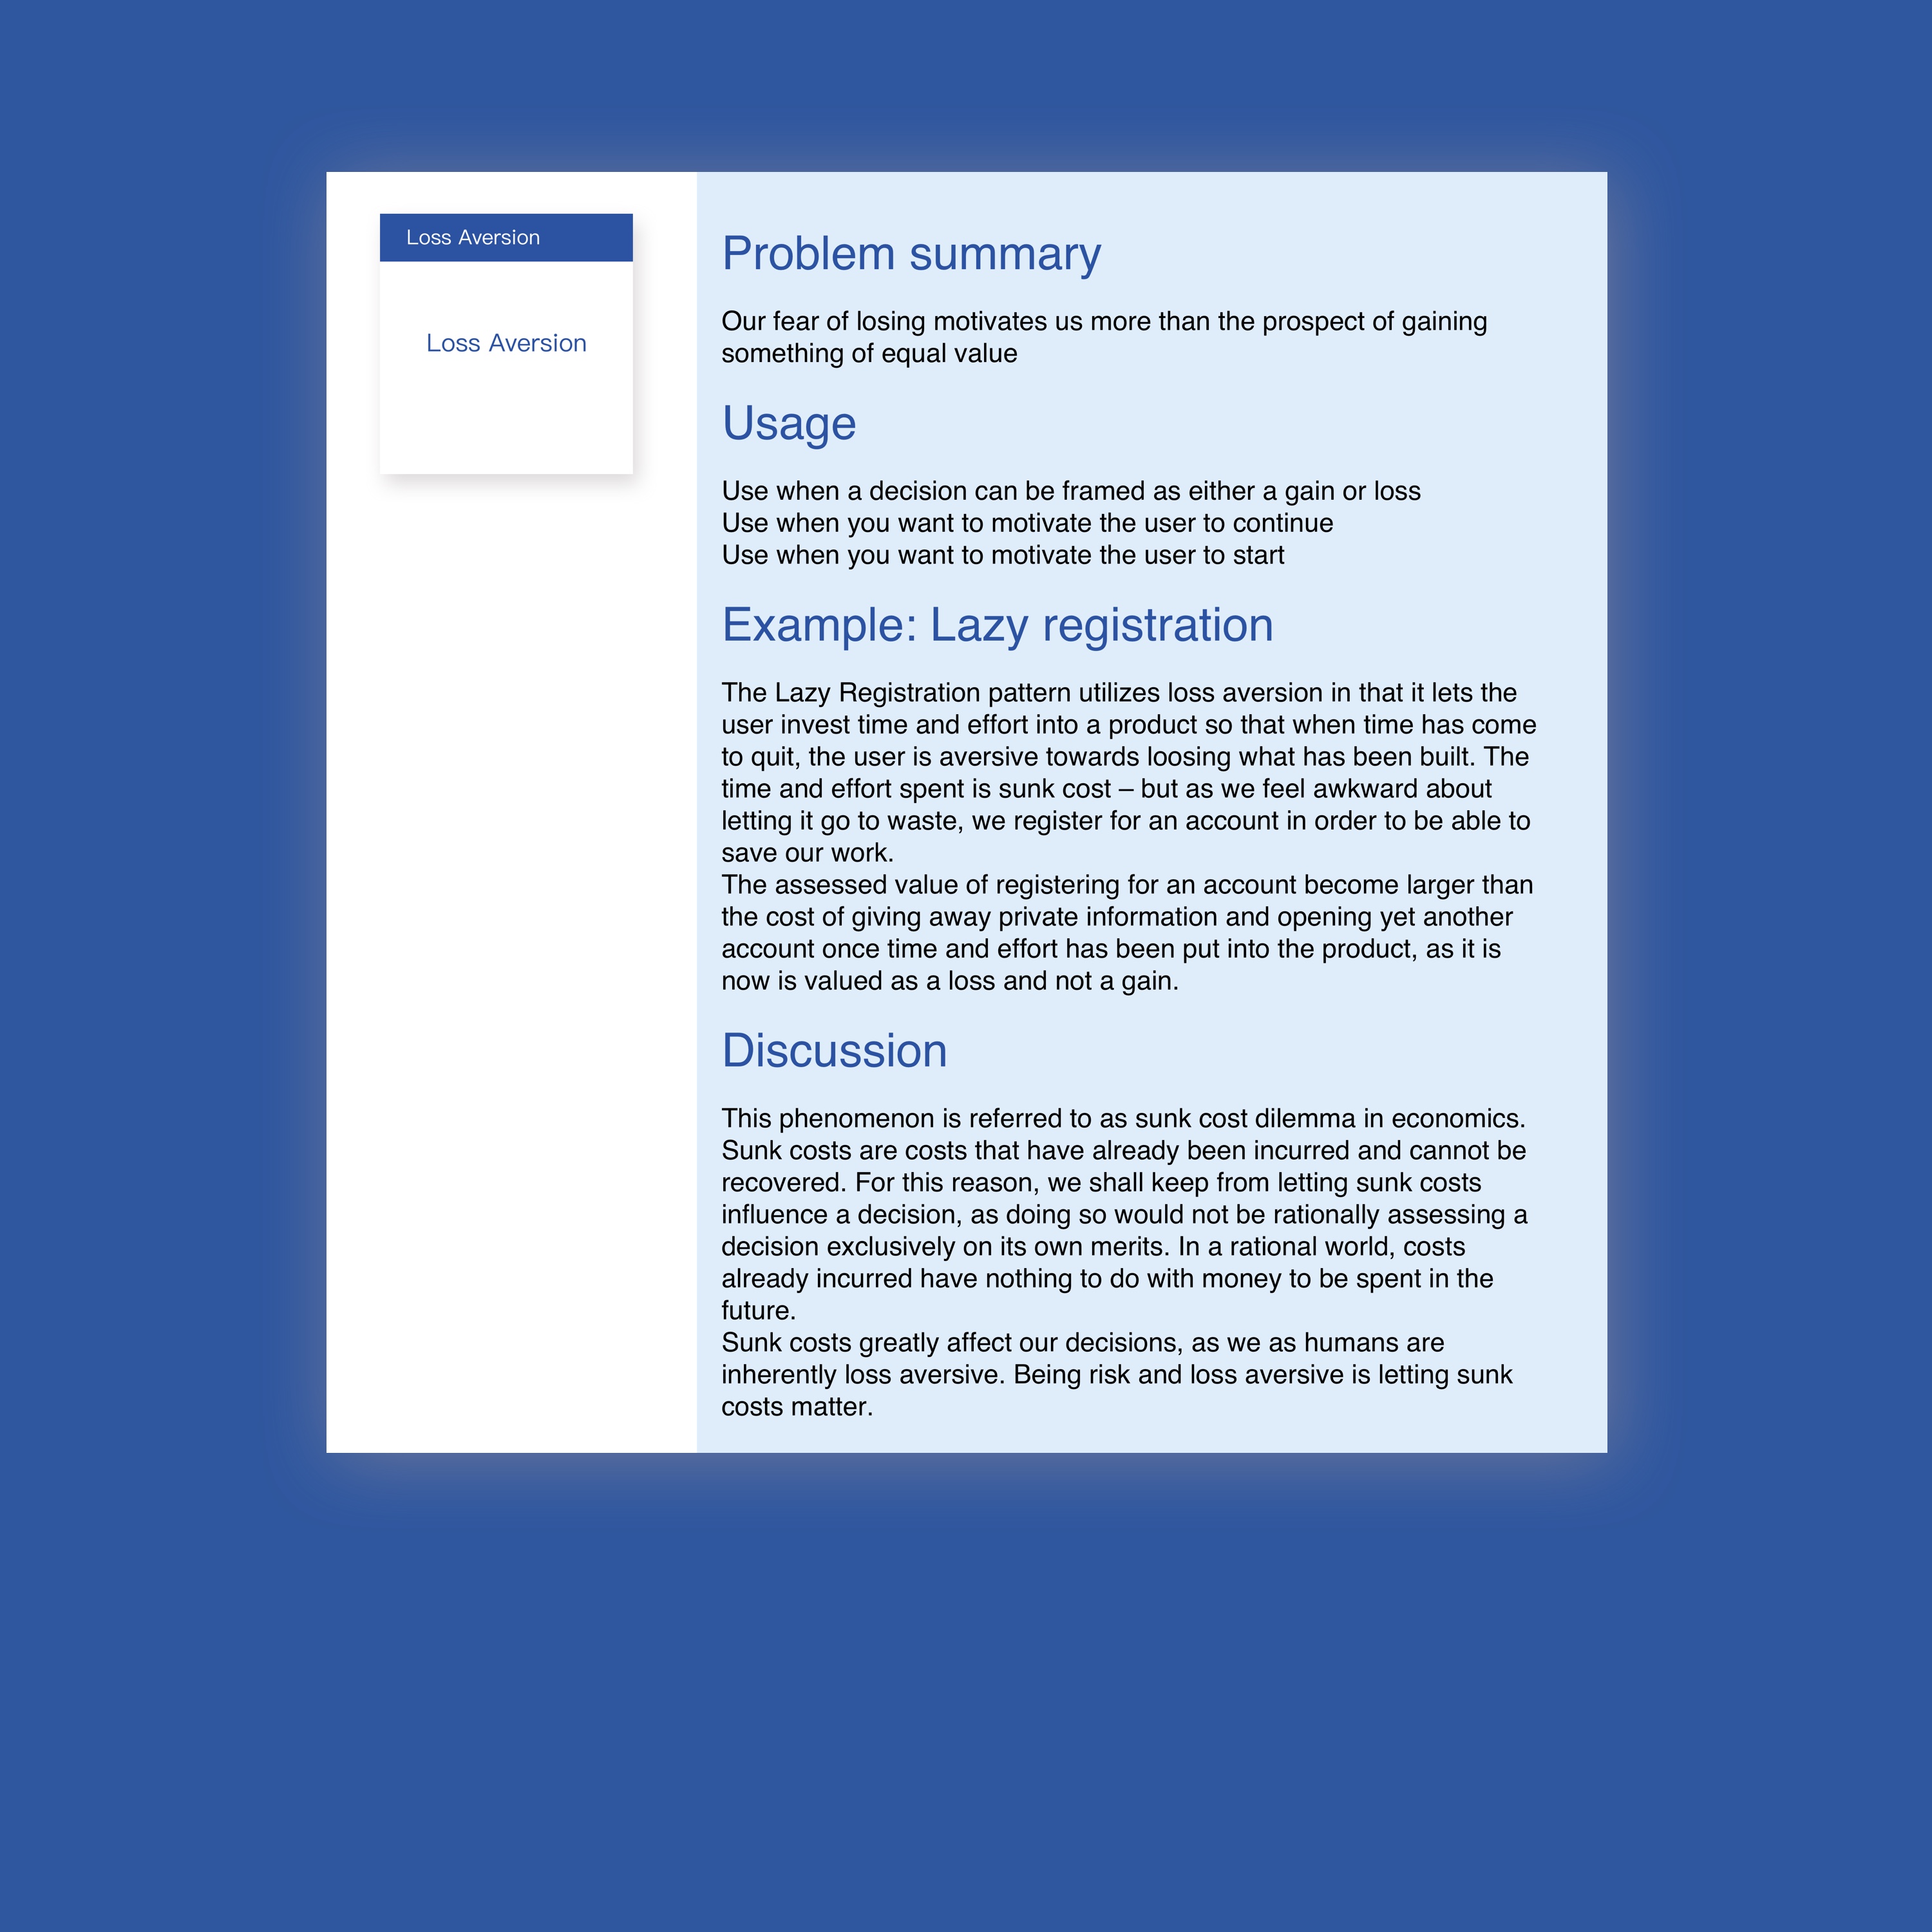 Loss Aversion
Loss Aversion
Problem summary
Our fear of losing motivates us more than the prospect of gaining
something of equal value
Usage
Use when a decision can be framed as either a gain or loss
Use when you want to motivate the user to continue
Use when you want to motivate the user to start
Example: Lazy registration
The Lazy Registration pattern utilizes loss aversion in that it lets the
user invest time and effort into a product so that when time has come
to quit, the user is aversive towards loosing what has been built. The
time and effort spent is sunk cost – but as we feel awkward about
letting it go to waste, we register for an account in order to be able to
save our work.
The assessed value of registering for an account become larger than
the cost of giving away private information and opening yet another
account once time and effort has been put into the product, as it is
now is valued as a loss and not a gain.
Discussion
This phenomenon is referred to as sunk cost dilemma in economics.
Sunk costs are costs that have already been incurred and cannot be
recovered. For this reason, we shall keep from letting sunk costs
influence a decision, as doing so would not be rationally assessing a
decision exclusively on its own merits. In a rational world, costs
already incurred have nothing to do with money to be spent in the
future.
Sunk costs greatly affect our decisions, as we as humans are
inherently loss aversive. Being risk and loss aversive is letting sunk
costs matter.